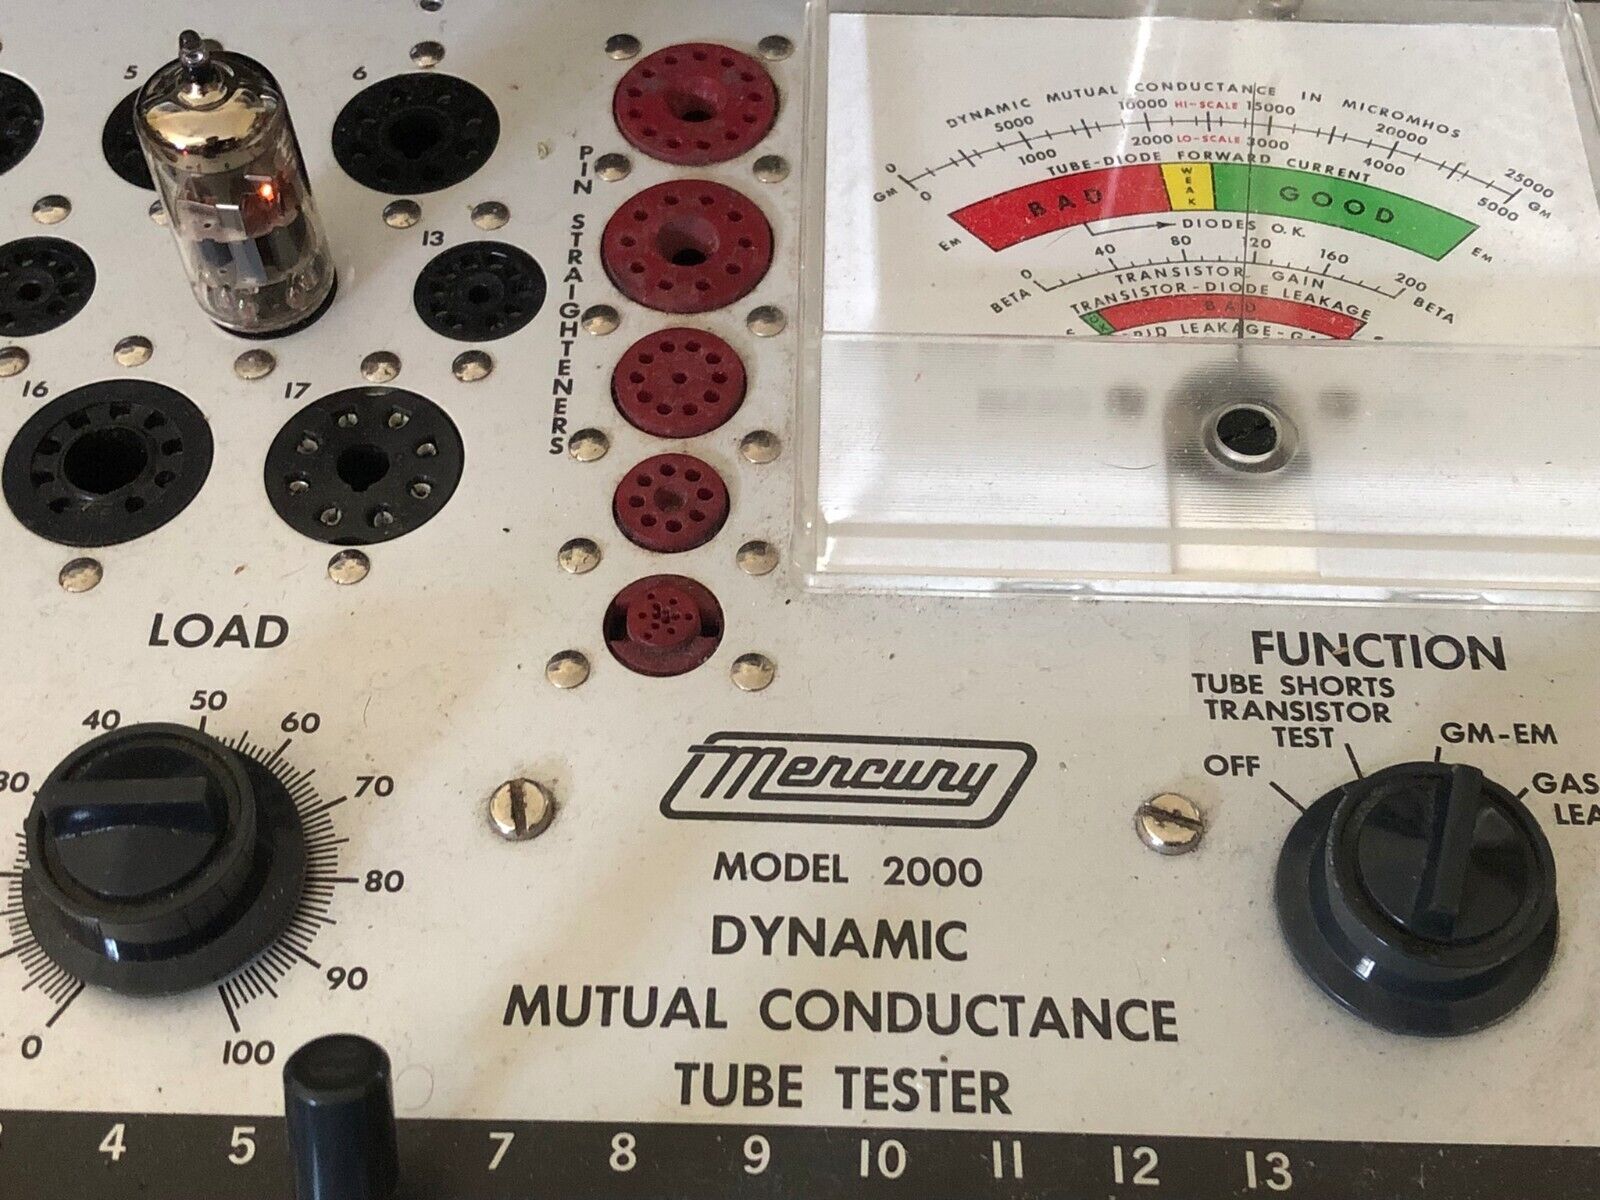 5
6
13
16
17
PIN STRAIGHTENERS
DYNAMIC MUTUAL CONDUCTANCE IN MICROMHOS
0 5000 10000 HI-SCALE 15000 20000 25000
GM 0 1000 2000 LO-SCALE 3000 4000 5000 GM
TUBE-DIODE FORWARD CURRENT
BAD WEAK GOOD
EM DIODES O.K. EM
0 40 80 120 160 200
BETA TRANSISTOR GAIN BETA
TRANSISTOR-DIODE LEAKAGE
BAD
LEAKAGE-G
LOAD
30 40 50 60 70 80 90 100
0
FUNCTION
TUBE SHORTS
TRANSISTOR
TEST
OFF
GM-EM
GAS
LEA
Mercury
MODEL 2000
DYNAMIC
MUTUAL CONDUCTANCE
TUBE TESTER
4 5 7 8 9 10 11 12 13